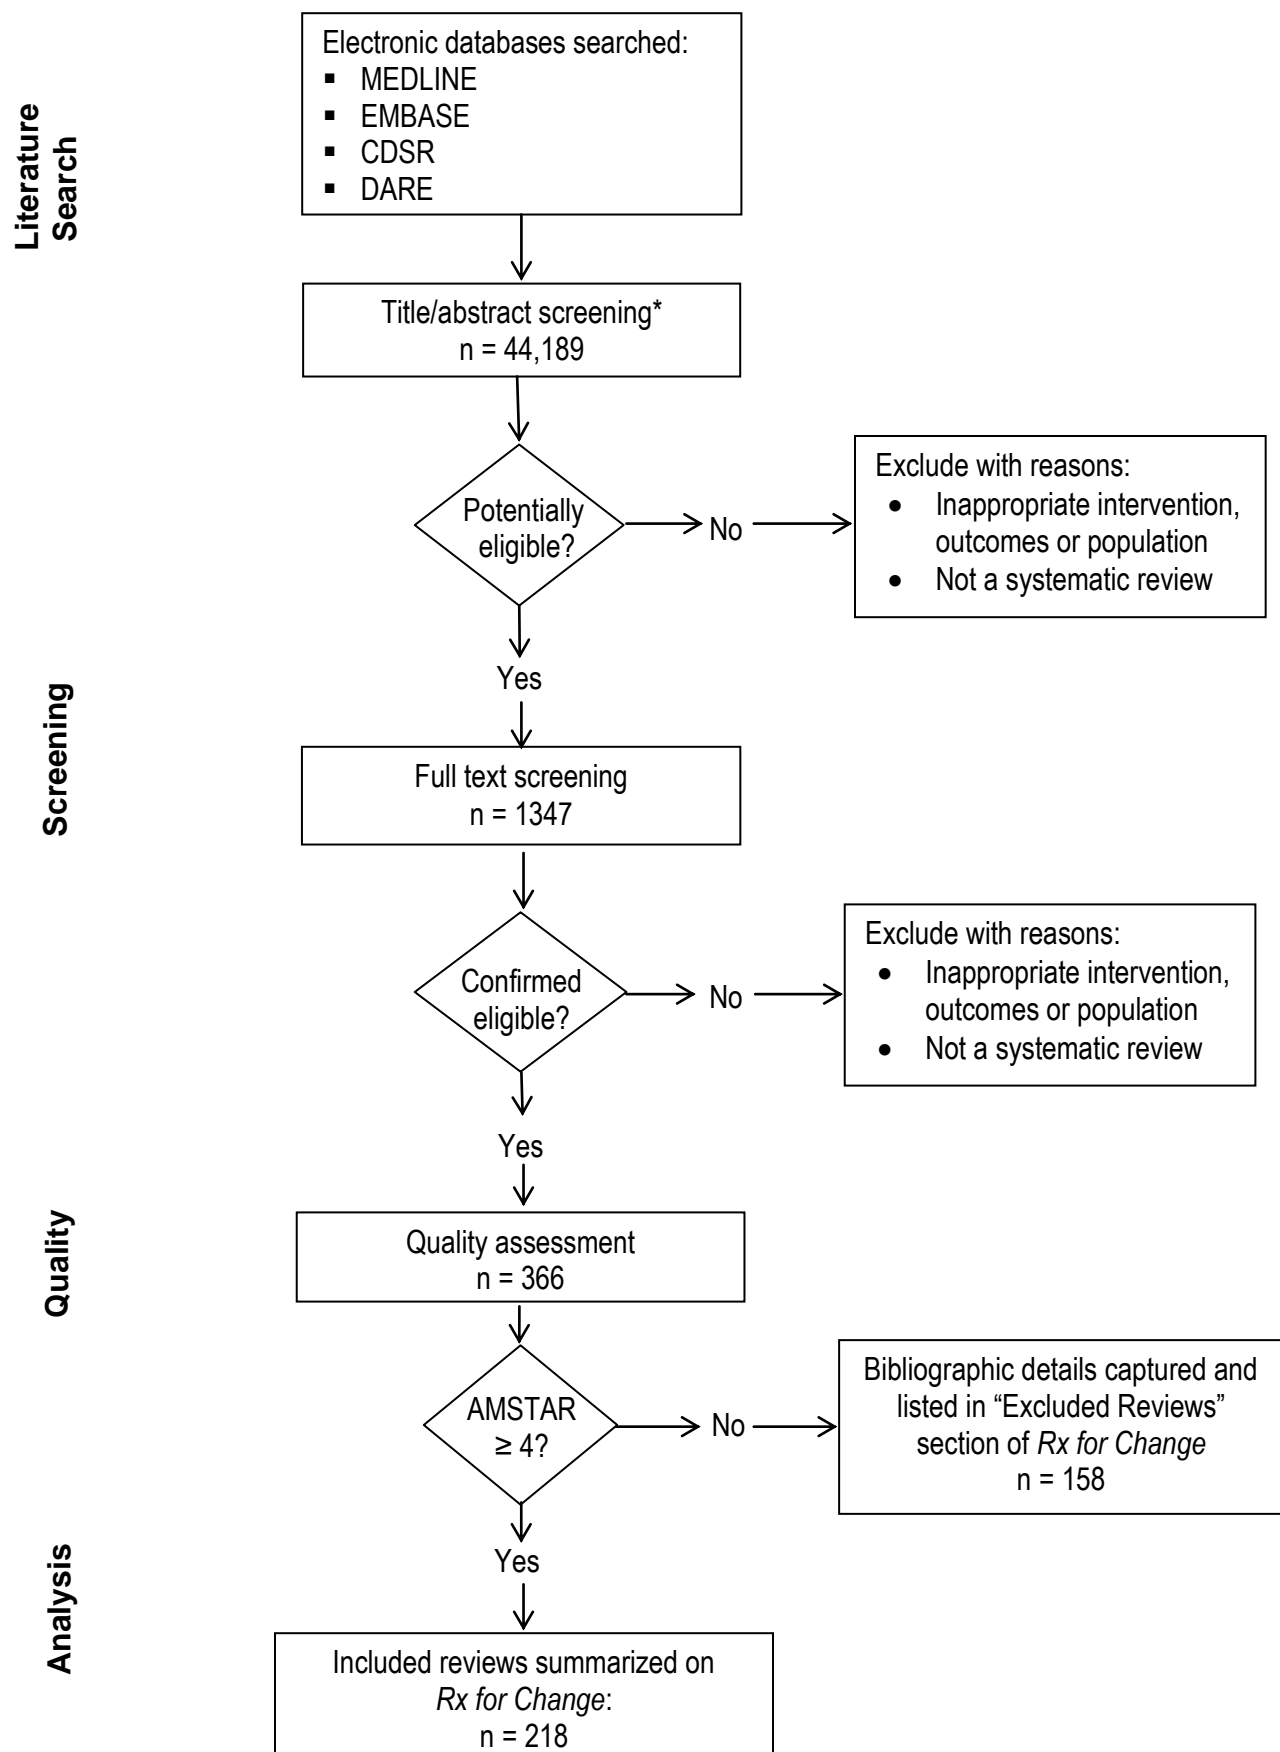 Literature
Search
Electronic databases searched:
▪ MEDLINE
▪ EMBASE
▪ CDSR
▪ DARE
Title/abstract screening*
n = 44,189
Potentially
eligible?
No
Exclude with reasons:
• Inappropriate intervention,
outcomes or population
• Not a systematic review
Yes
Screening
Full text screening
n = 1347
Confirmed
eligible?
No
Exclude with reasons:
• Inappropriate intervention,
outcomes or population
• Not a systematic review
Yes
Quality
Quality assessment
n = 366
AMSTAR
≥ 4?
No
Bibliographic details captured and
listed in “Excluded Reviews”
section of Rx for Change
n = 158
Yes
Analysis
Included reviews summarized on
Rx for Change:
n = 218